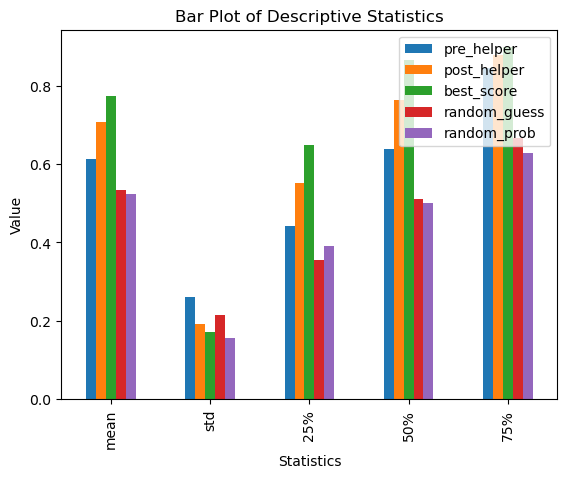 Bar Plot of Descriptive Statistics
pre_helper
post_helper
best_score
random_guess
random_prob
Value
0.8
0.6
0.4
0.2
0.0
mean
std
25%
50%
75%
Statistics